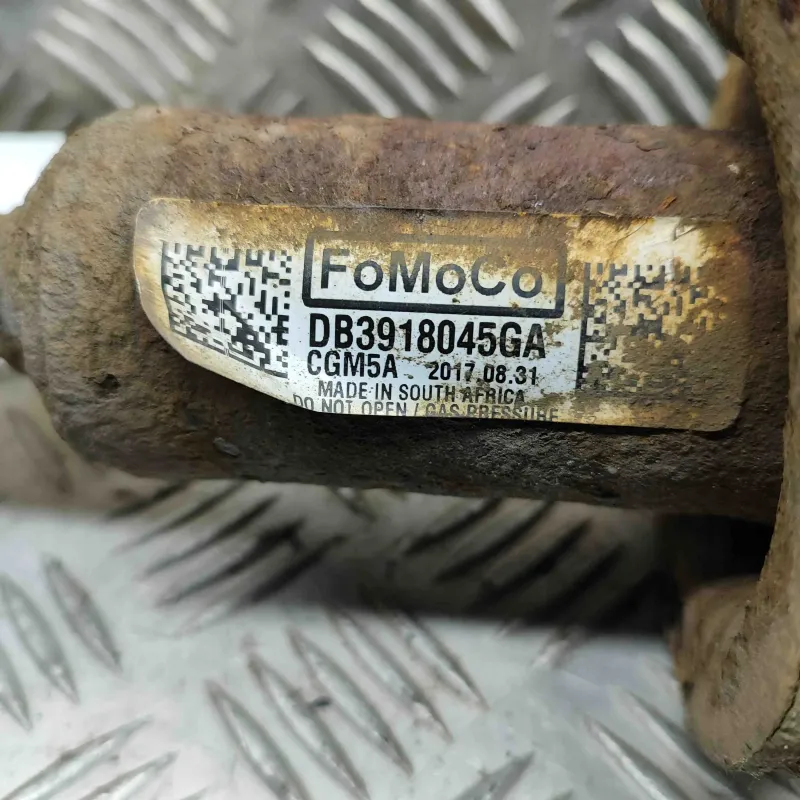 FoMoCo
DB3918045GA
CGM5A 2017.08.31
MADE IN SOUTH AFRICA
DO NOT OPEN / GAS PRESSURE